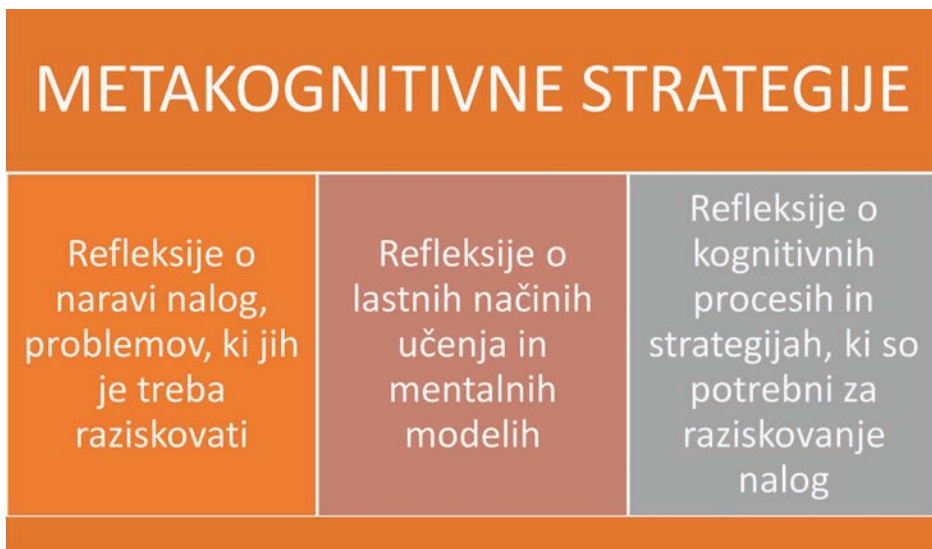 METAKOGNITIVNE STRATEGIJE
Refleksije o
naravi nalog,
problemov, ki jih
je treba
raziskovati
Refleksije o
lastnih načinih
učenja in
mentalnih
modelih
Refleksije o
kognitivnih
procesih in
strategijah, ki so
potrebni za
raziskovanje
nalog